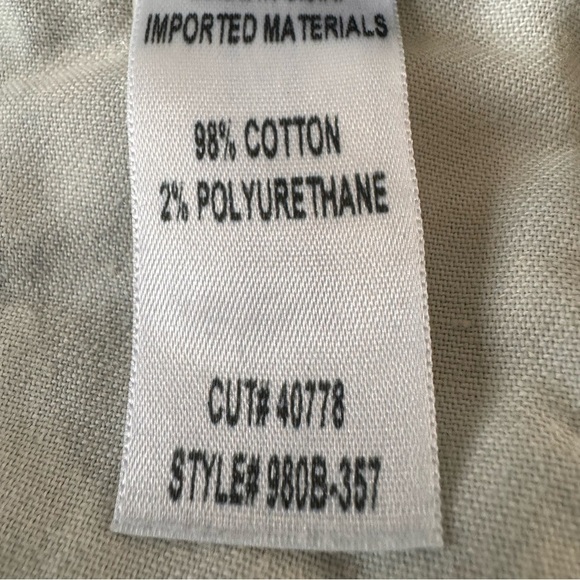 IMPORTED MATERIALS
98% COTTON
2% POLYURETHANE
CUT# 40778
STYLE# 980B-357